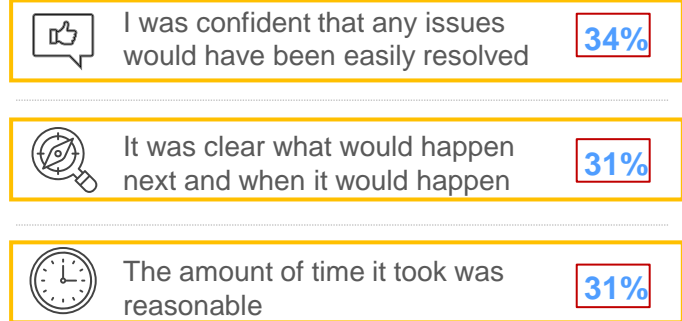 I was confident that any issues
would have been easily resolved
34%
It was clear what would happen
next and when it would happen
31%
The amount of time it took was
reasonable
31%